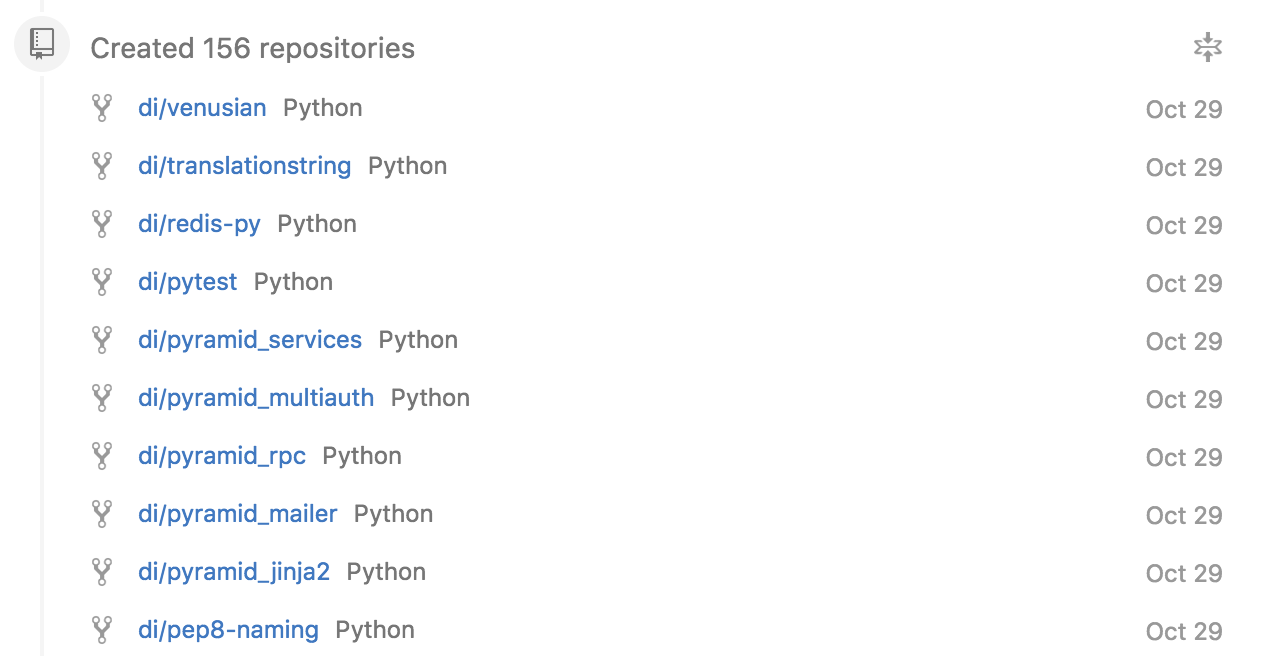 Created 156 repositories
di/venusian Python Oct 29
di/translationstring Python Oct 29
di/redis-py Python Oct 29
di/pytest Python Oct 29
di/pyramid_services Python Oct 29
di/pyramid_multiauth Python Oct 29
di/pyramid_rpc Python Oct 29
di/pyramid_mailer Python Oct 29
di/pyramid_jinja2 Python Oct 29
di/pep8-naming Python Oct 29